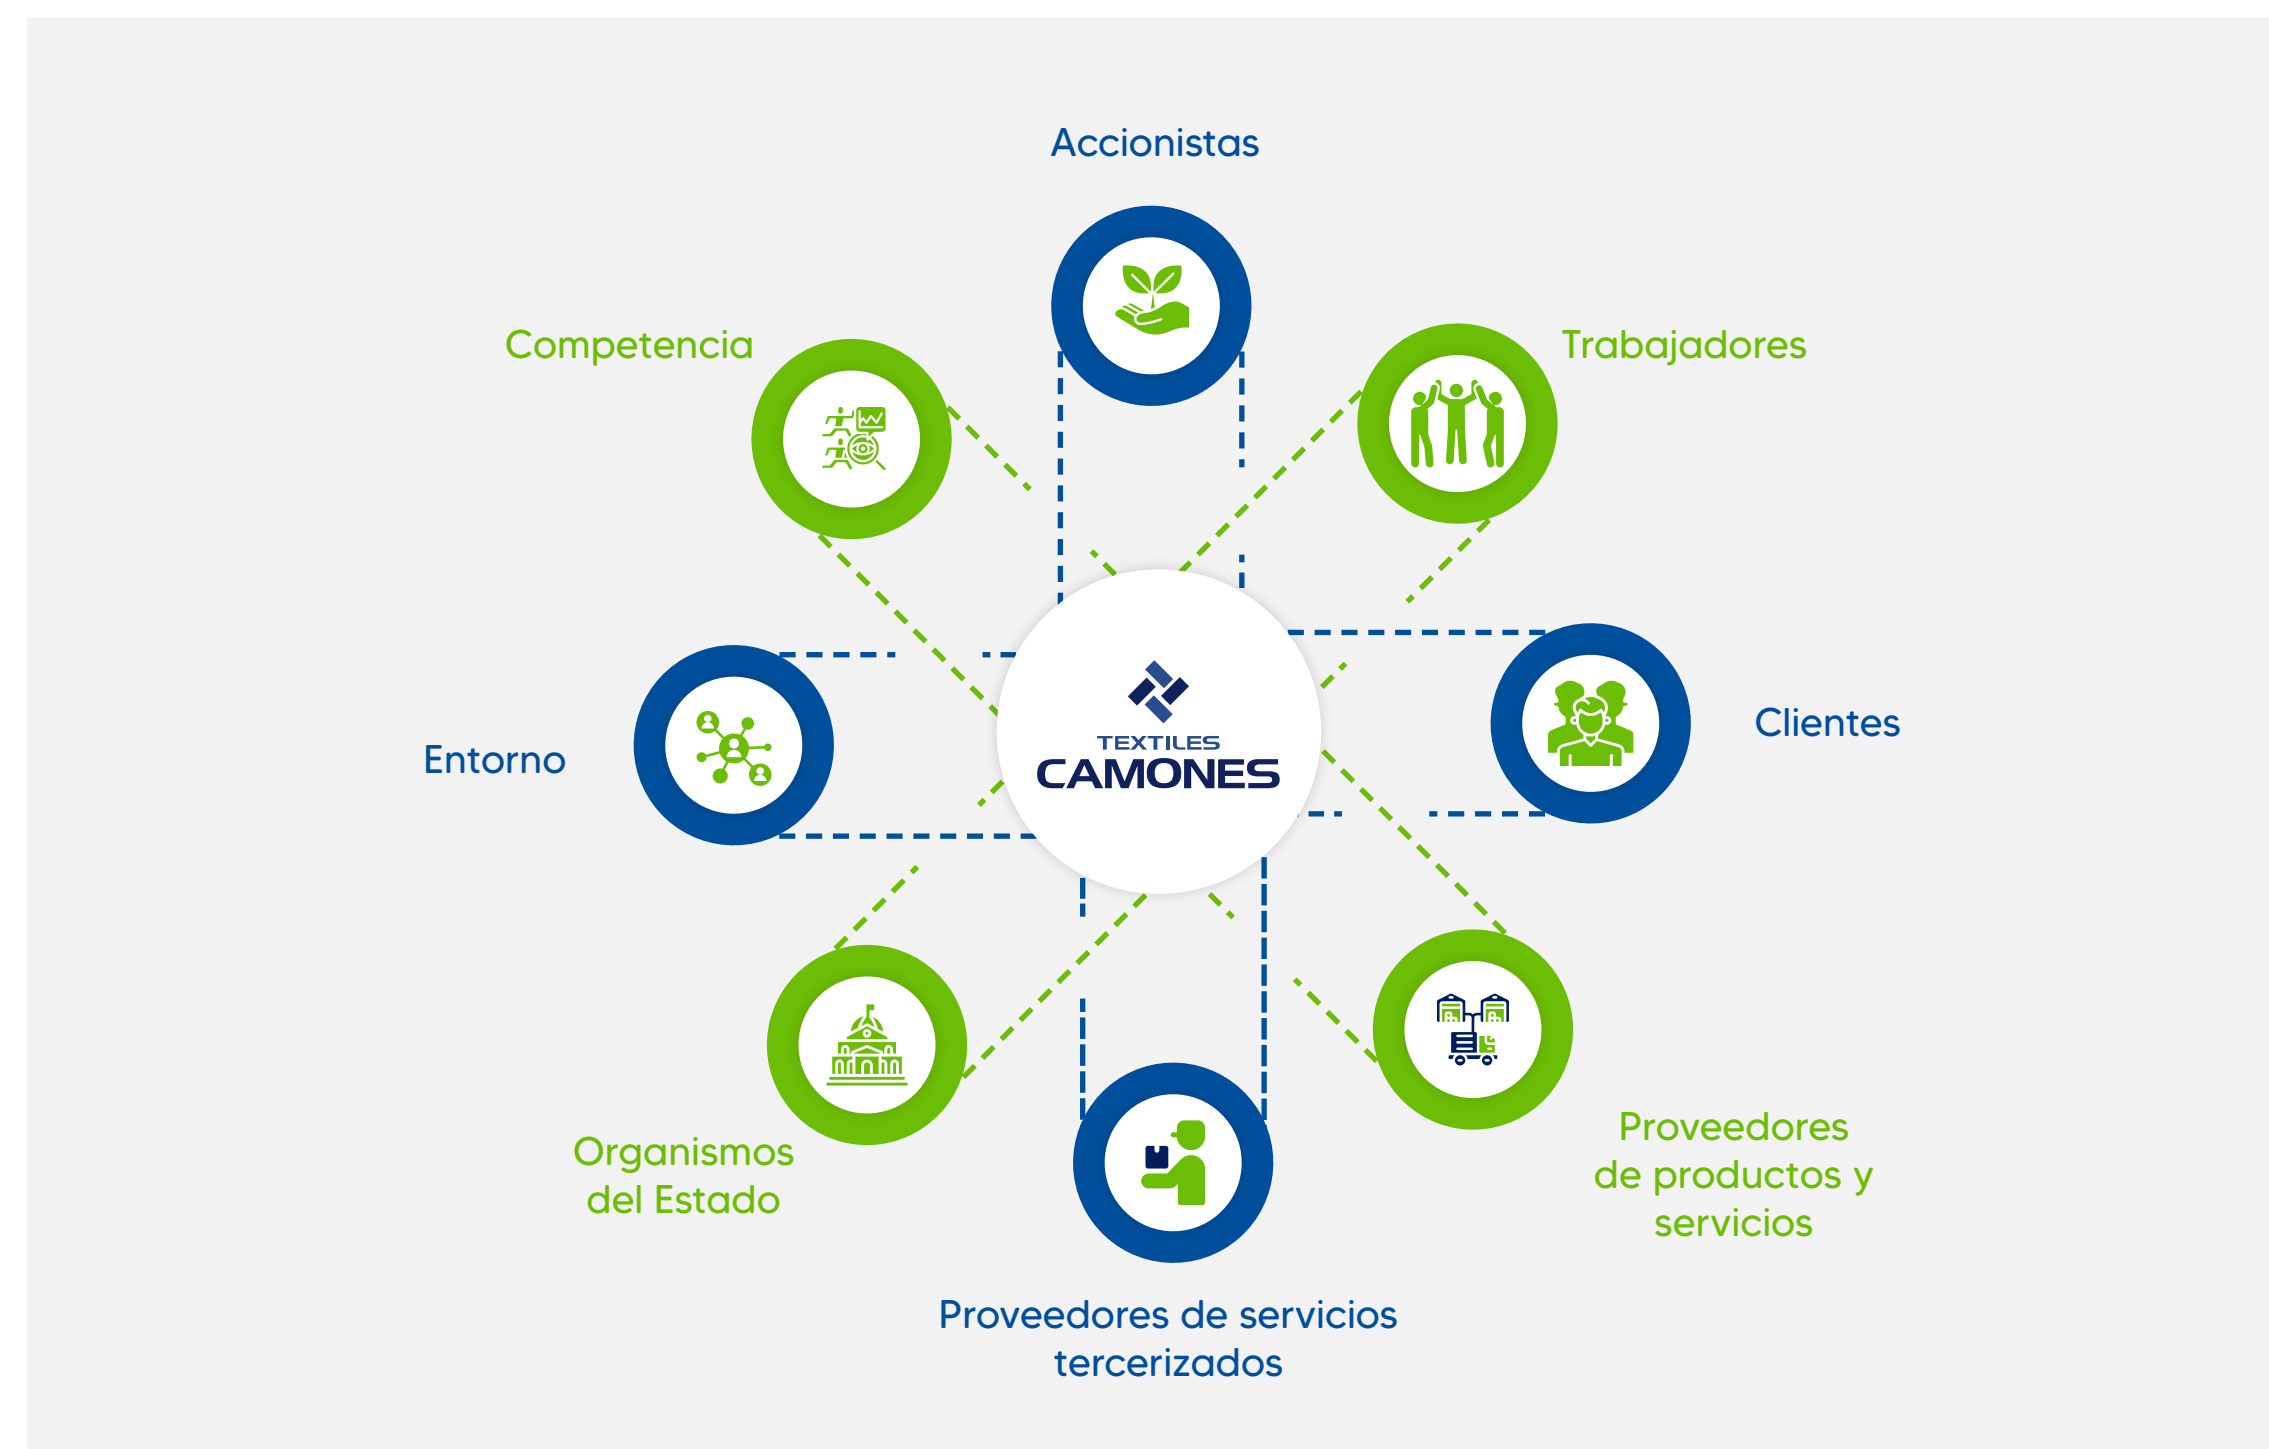 Accionistas
Competencia
Trabajadores
Clientes
Entorno
TEXTILES
CAMONES
Organismos
del Estado
Proveedores
de productos y
servicios
Proveedores de servicios
tercerizados